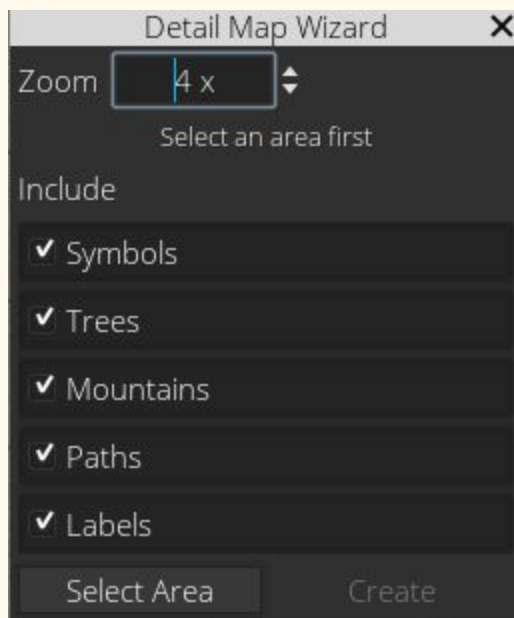 Detail Map Wizard
Zoom 4 x
Select an area first
Include
Symbols
Trees
Mountains
Paths
Labels
Select Area Create